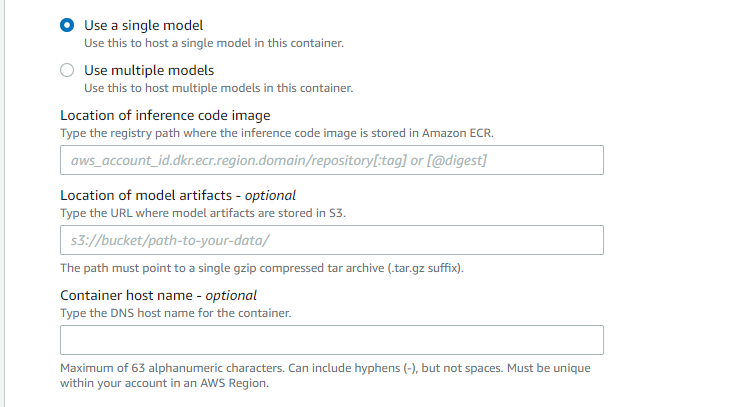 Use a single model
Use this to host a single model in this container.
Use multiple models
Use this to host multiple models in this container.
Location of inference code image
Type the registry path where the inference code image is stored in Amazon ECR.
aws_account_id.dkr.ecr.region.domain/repository[:tag] or [@digest]
Location of model artifacts - optional
Type the URL where model artifacts are stored in S3.
s3://bucket/path-to-your-data/
The path must point to a single gzip compressed tar archive (.tar.gz suffix).
Container host name - optional
Type the DNS host name for the container.
Maximum of 63 alphanumeric characters. Can include hyphens (-), but not spaces. Must be unique
within your account in an AWS Region.